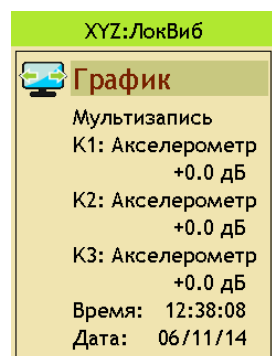 XYZ:ЛокВиб
График
Мультизапись
К1: Акселерометр
+0.0 дБ
К2: Акселерометр
+0.0 дБ
К3: Акселерометр
+0.0 дБ
Время: 12:38:08
Дата: 06/11/14